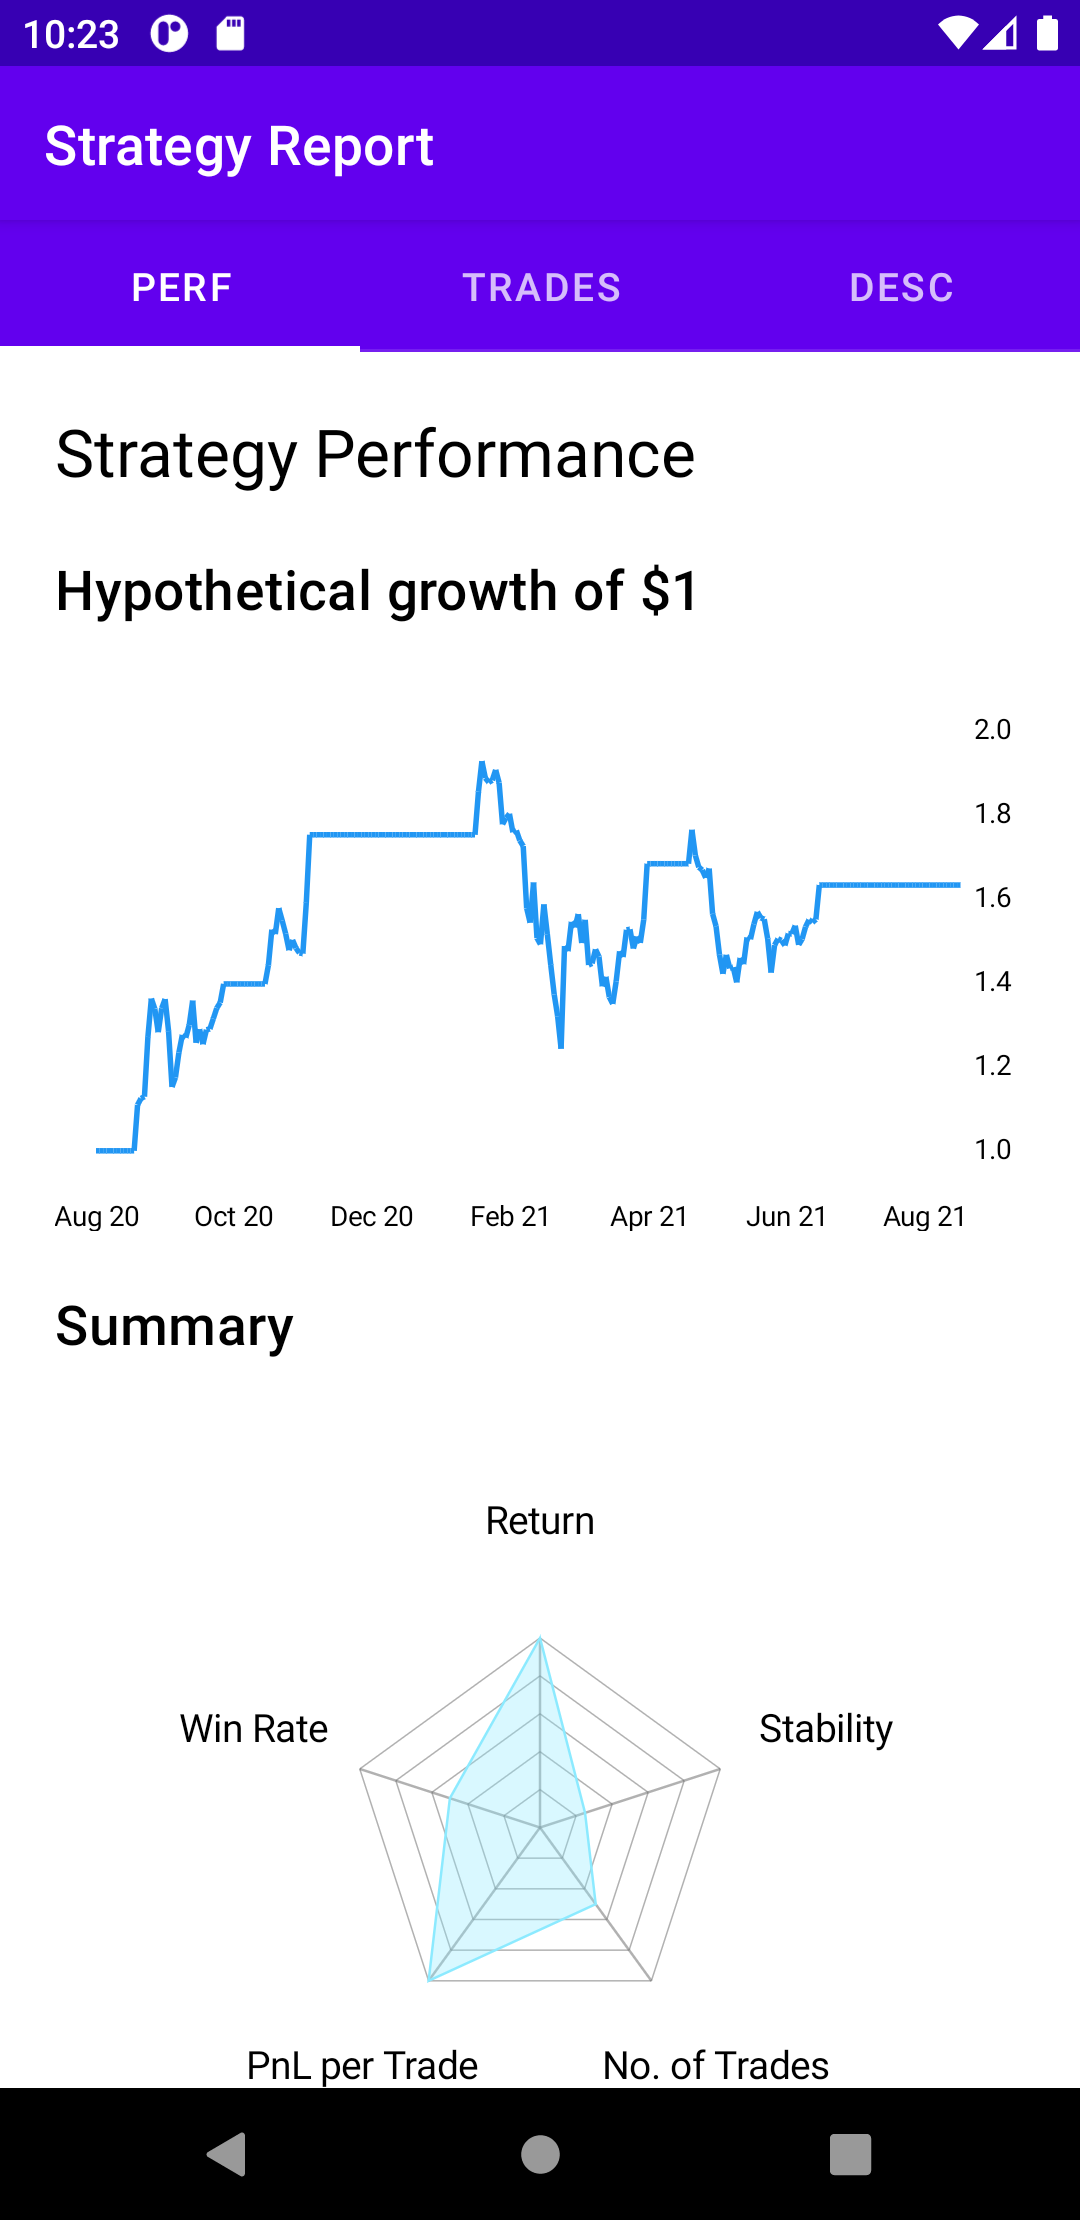 10:23
Strategy Report
PERF TRADES DESC
Strategy Performance
Hypothetical growth of $1
2.0
1.8
1.6
1.4
1.2
1.0
Aug 20 Oct 20 Dec 20 Feb 21 Apr 21 Jun 21 Aug 21
Summary
Return
Win Rate Stability
PnL per Trade No. of Trades